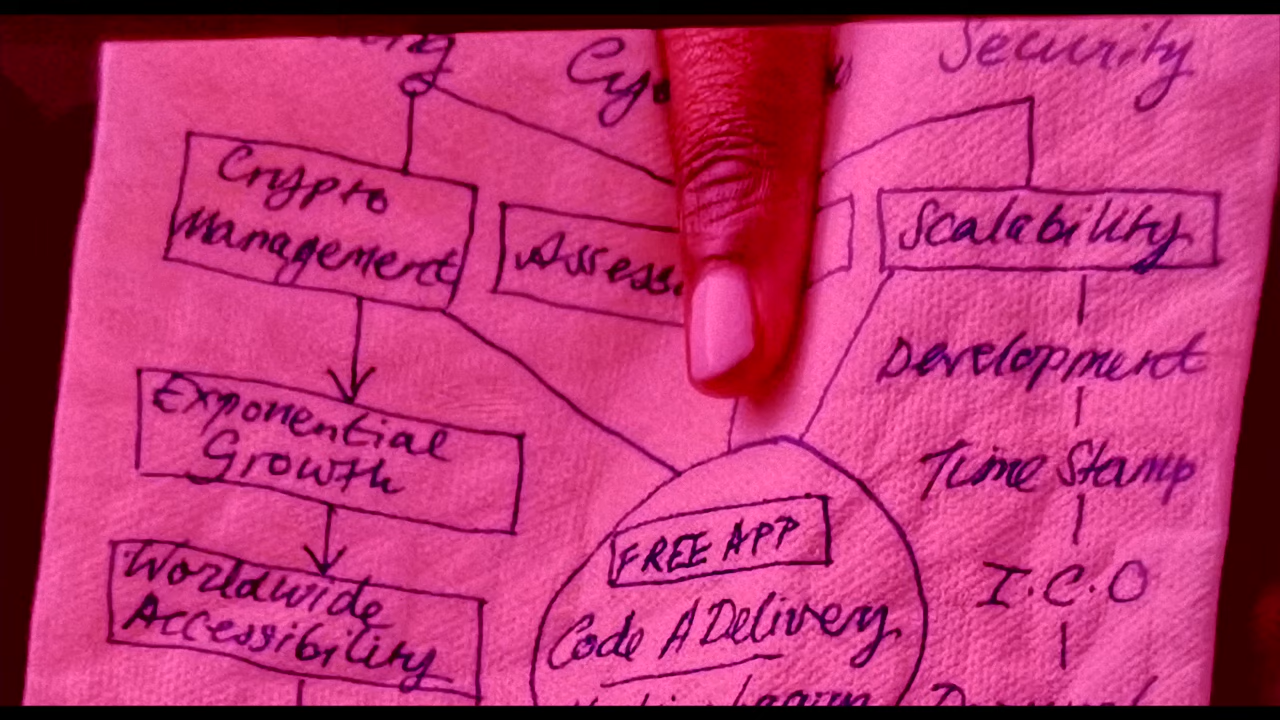 Security
Crypto
Management
Scalability
Development
Exponential
Growth
Time Stamp
FREE APP
I.C.O
Worldwide
Accessibility
Code A Delivery